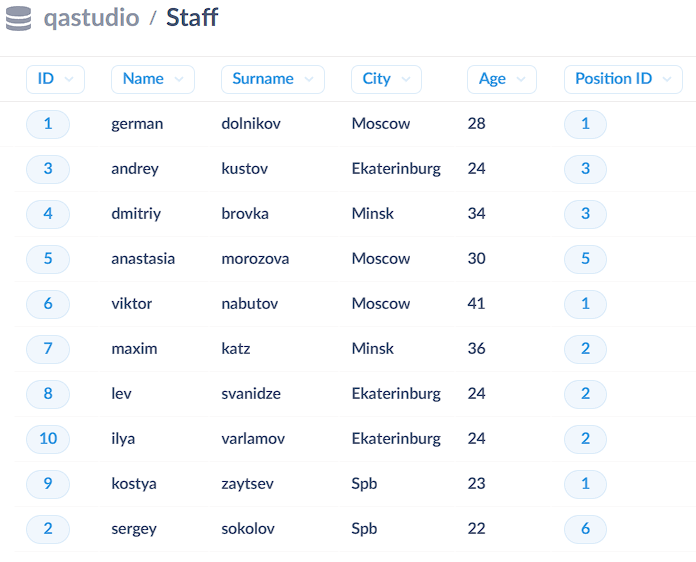 qastudio / Staff
ID Name Surname City Age Position ID
1 german dolnikov Moscow 28 1
3 andrey kustov Ekaterinburg 24 3
4 dmitriy brovka Minsk 34 3
5 anastasia morozova Moscow 30 5
6 viktor nabutov Moscow 41 1
7 maxim katz Minsk 36 2
8 lev svanidze Ekaterinburg 24 2
10 ilya varlamov Ekaterinburg 24 2
9 kostya zaytsev Spb 23 1
2 sergey sokolov Spb 22 6